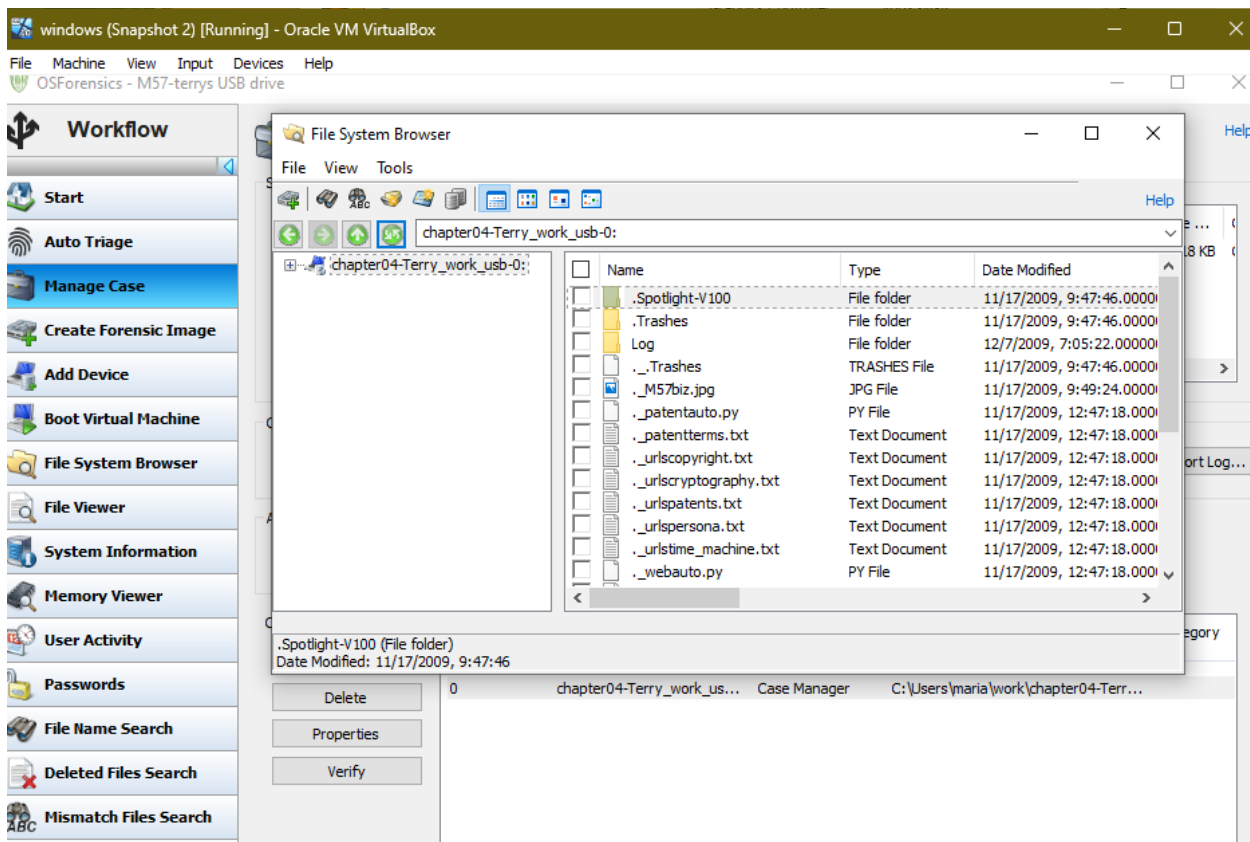 windows (Snapshot 2) [Running] - Oracle VM VirtualBox
File Machine View Input Devices Help
OSForensics - M57-terrys USB drive
Workflow
Start
Auto Triage
Manage Case
Create Forensic Image
Add Device
Boot Virtual Machine
File System Browser
File Viewer
System Information
Memory Viewer
User Activity
Passwords
File Name Search
Deleted Files Search
Mismatch Files Search
Help
File System Browser
File View Tools
Help
chapter04-Terry_work_usb-0:
chapter04-Terry_work_usb-0:
Name Type Date Modified
.Spotlight-V100 File folder 11/17/2009, 9:47:46.0000
.Trashes File folder 11/17/2009, 9:47:46.0000
Log File folder 12/7/2009, 7:05:22.00000
._.Trashes TRASHES File 11/17/2009, 9:47:46.0000
._M57biz.jpg JPG File 11/17/2009, 9:49:24.0000
._patentauto.py PY File 11/17/2009, 12:47:18.000
._patentterms.txt Text Document 11/17/2009, 12:47:18.000
._urlscopyright.txt Text Document 11/17/2009, 12:47:18.000
._urlscryptography.txt Text Document 11/17/2009, 12:47:18.000
._urlspatents.txt Text Document 11/17/2009, 12:47:18.000
._urlspersona.txt Text Document 11/17/2009, 12:47:18.000
._urlstime_machine.txt Text Document 11/17/2009, 12:47:18.000
._webauto.py PY File 11/17/2009, 12:47:18.000
.Spotlight-V100 (File folder)
Date Modified: 11/17/2009, 9:47:46
e ...
KB
ort Log...
egory
0 chapter04-Terry_work_us... Case Manager C:\Users\maria\work\chapter04-Terr...
Delete
Properties
Verify